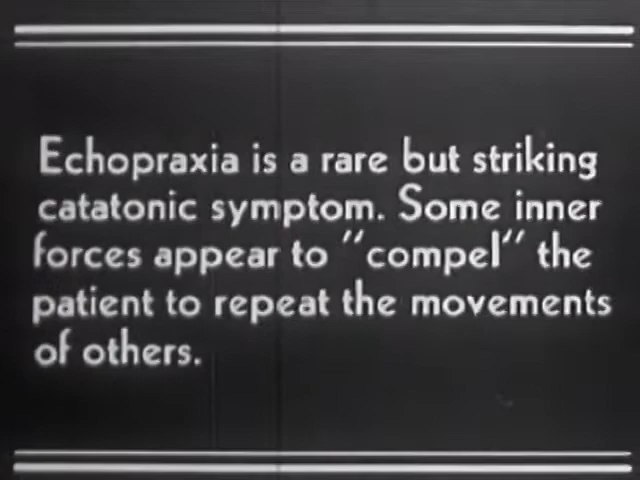 Echopraxia is a rare but striking
catatonic symptom. Some inner
forces appear to "compel" the
patient to repeat the movements
of others.